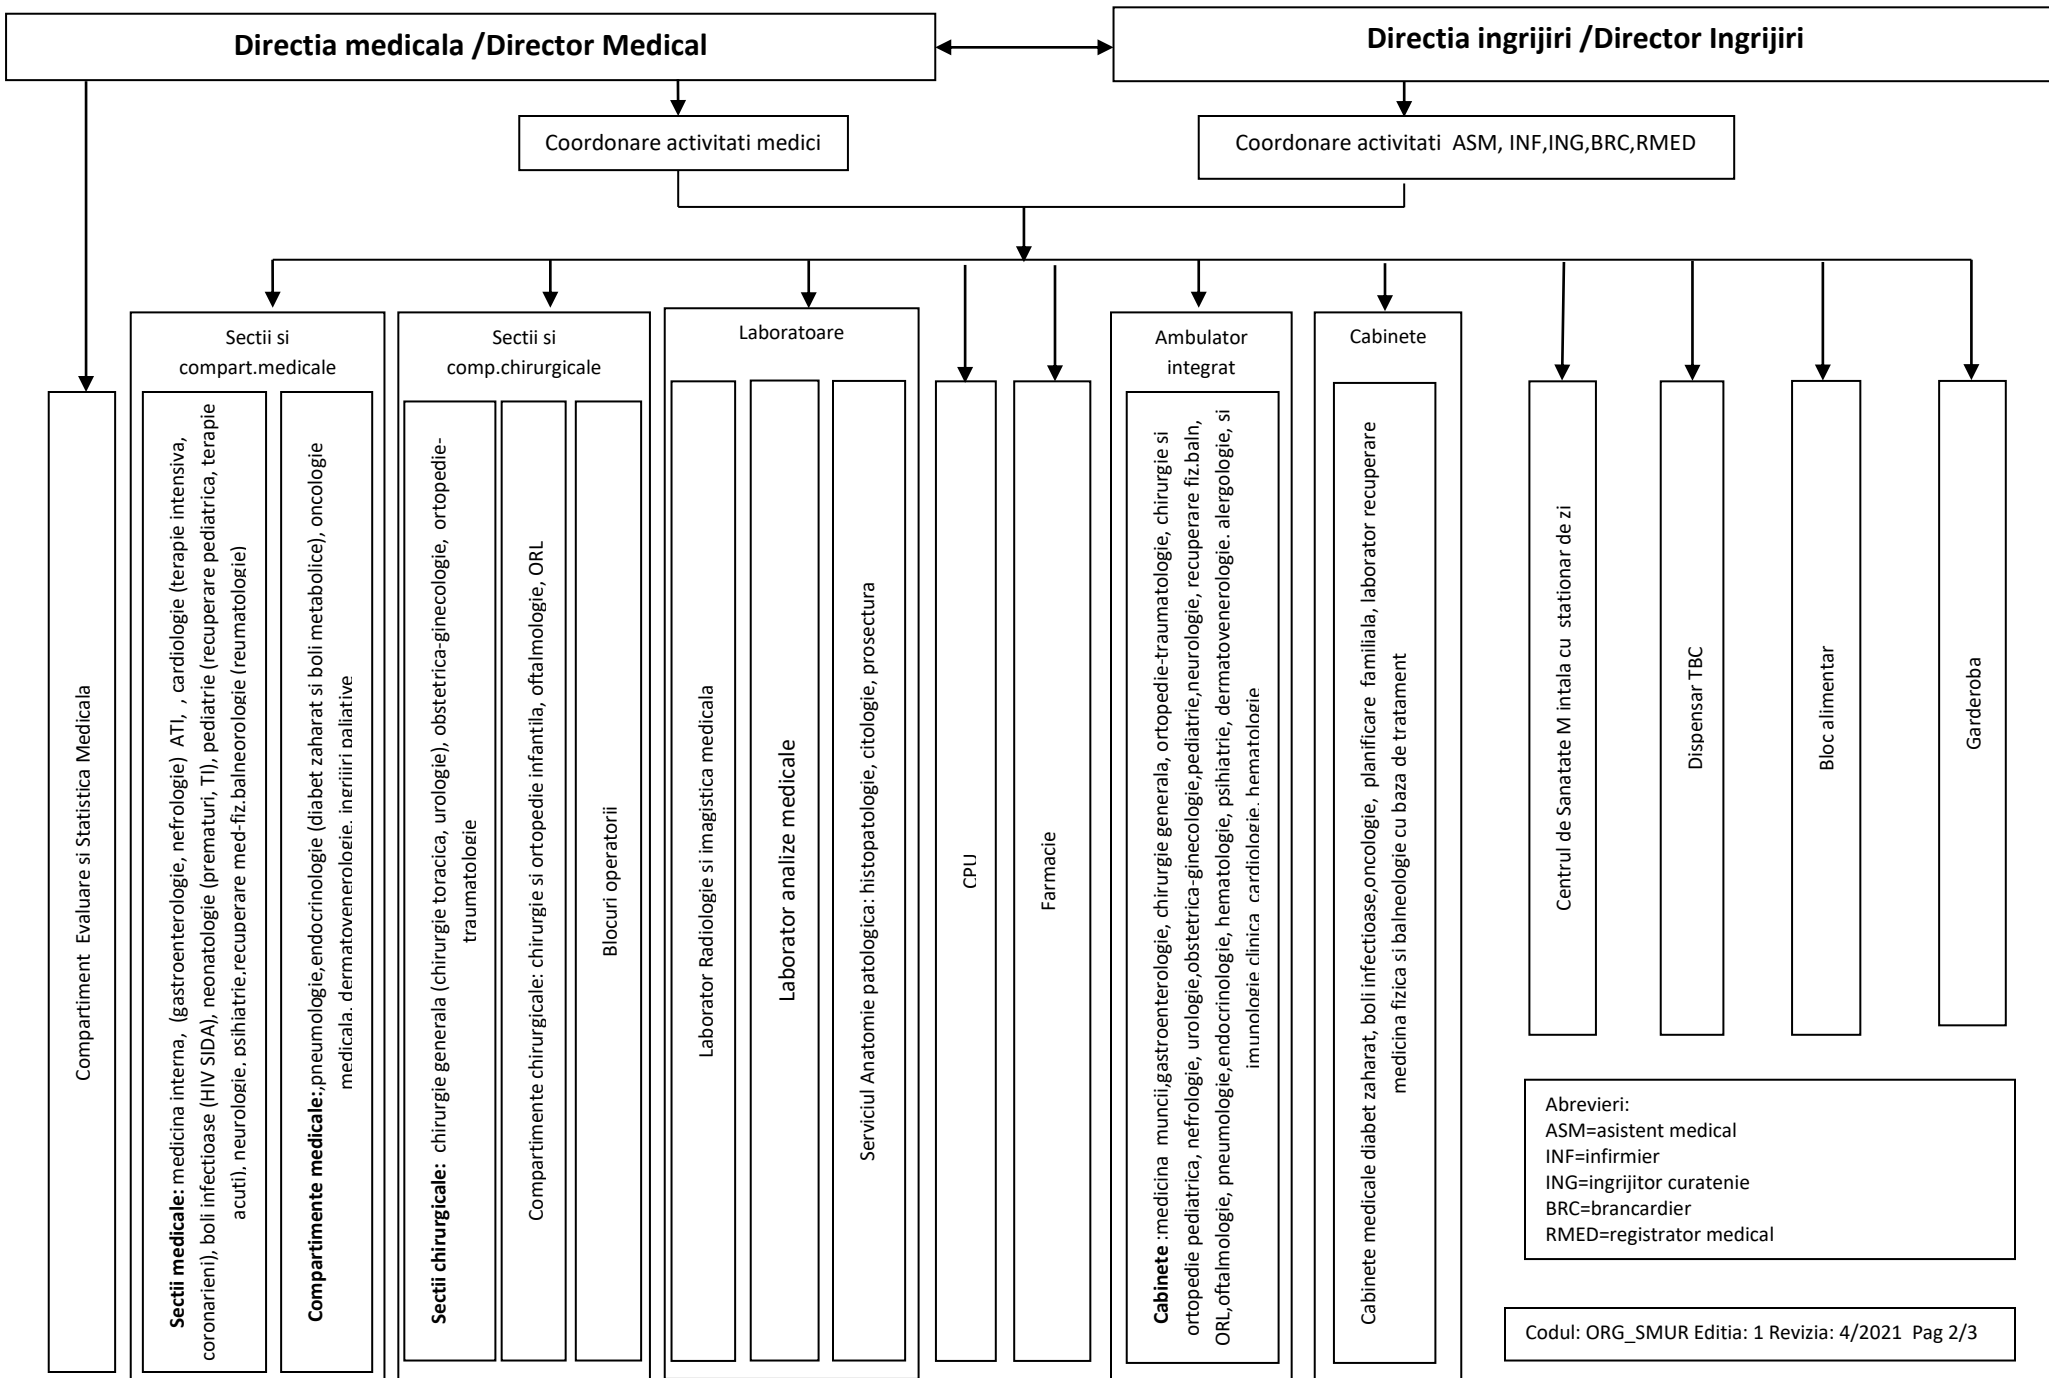 Directia medicala /Director Medical
Directia ingrijiri /Director Ingrijiri
Coordonare activitati medici
Coordonare activitati ASM, INF,ING,BRC,RMED
Compartiment Evaluare si Statistica Medicala
Sectii si
compart.medicale
Sectii medicale: medicina interna, (gastroenterologie, nefrologie) ATI, , cardiologie (terapie intensiva,
coronarieni), boli infectioase (HIV SIDA), neonatologie (prematuri, TI), pediatrie (recuperare pediatrica, terapie
acuti), neurologie, psihiatrie,recuperare med-fiz.balneorologie (reumatologie)
Compartimente medicale:,pneumologie,endocrinologie (diabet zaharat si boli metabolice), oncologie
medicala, dermatovenerologie, ingrijiri paliative
Sectii si
comp.chirurgicale
Sectii chirurgicale: chirurgie generala (chirurgie toracica, urologie), obstetrica-ginecologie, ortopedie-
traumatologie
Compartimente chirurgicale: chirurgie si ortopedie infantila, oftalmologie, ORL
Blocuri operatorii
Laboratoare
Laborator Radiologie si imagistica medicala
Laborator analize medicale
Serviciul Anatomie patologica: histopatologie, citologie, prosectura
CPU
Farmacie
Ambulator
integrat
Cabinete :medicina muncii,gastroenterologie, chirurgie generala, ortopedie-traumatologie, chirurgie si
ortopedie pediatrica, nefrologie, urologie,obstetrica-ginecologie,pediatrie,neurologie, recuperare fiz.baln,
ORL,oftalmologie, pneumologie,endocrinologie, hematologie, psihiatrie, dermatovenerologie. alergologie, si
imunologie clinica, cardiologie, hematologie
Cabinete
Cabinete medicale diabet zaharat, boli infectioase,oncologie, planificare familiala, laborator recuperare
medicina fizica si balneologie cu baza de tratament
Centrul de Sanatate M intala cu stationar de zi
Dispensar TBC
Bloc alimentar
Garderoba
Abrevieri:
ASM=asistent medical
INF=infirmier
ING=ingrijitor curatenie
BRC=brancardier
RMED=registrator medical
Codul: ORG_SMUR Editia: 1 Revizia: 4/2021 Pag 2/3